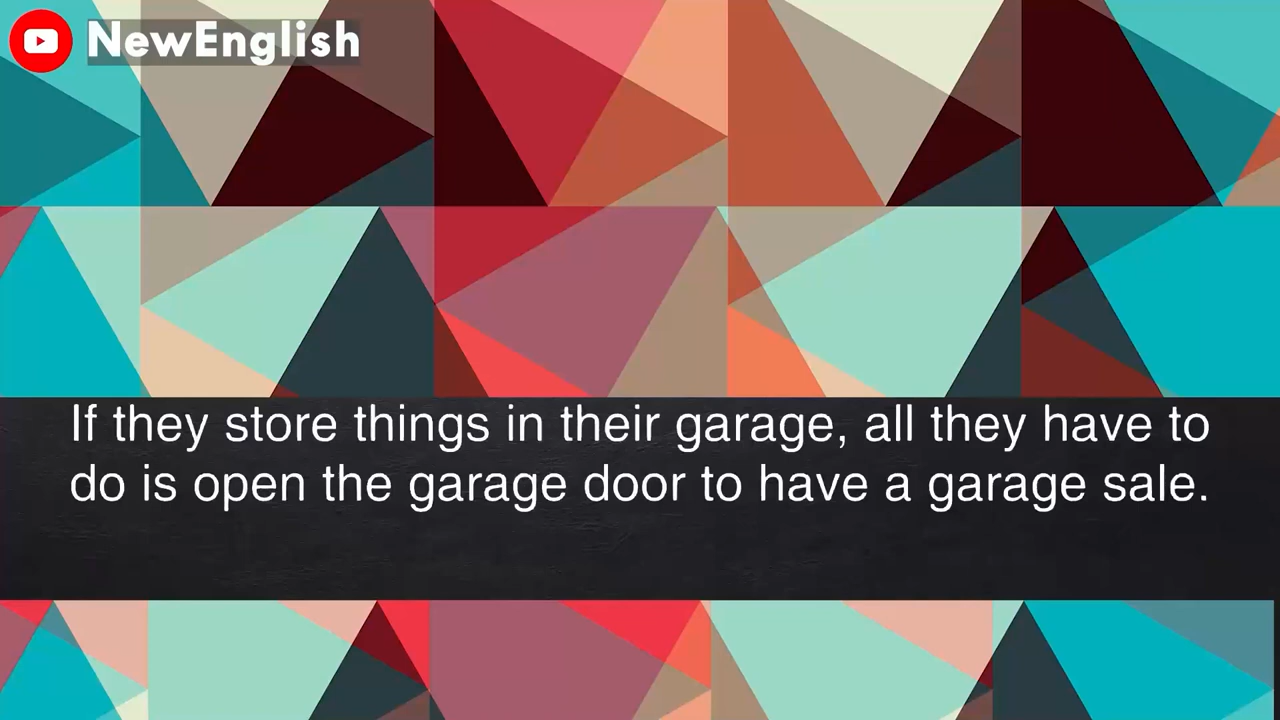 NewEnglish
If they store things in their garage, all they have to
do is open the garage door to have a garage sale.